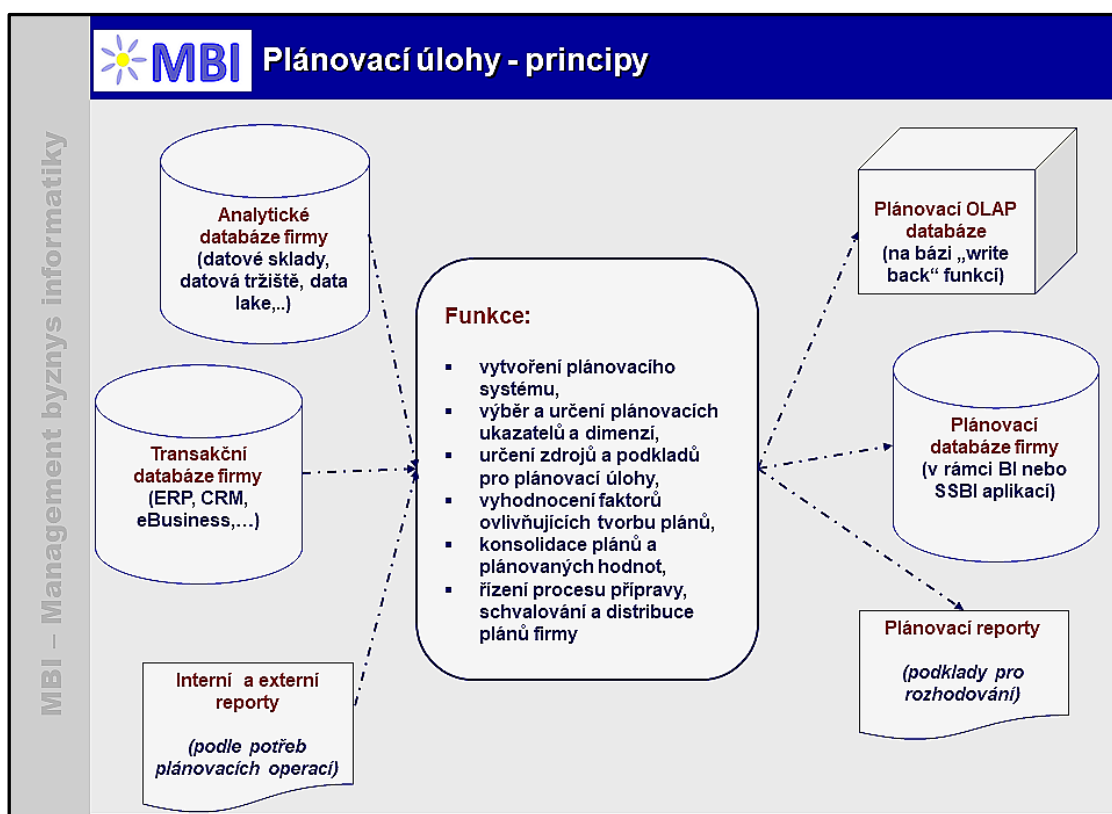 MBI
Plánovací úlohy - principy
MBI – Management byznys informatiky
Analytické
databáze firmy
(datové sklady,
datová tržiště, data
lake,..)
Transakční
databáze firmy
(ERP, CRM,
eBusiness,…)
Interní a externí
reporty
(podle potřeb
plánovacích operací)
Funkce:
▪ vytvoření plánovacího
systému,
▪ výběr a určení plánovacích
ukazatelů a dimenzí,
▪ určení zdrojů a podkladů
pro plánovací úlohy,
▪ vyhodnocení faktorů
ovlivňujících tvorbu plánů,
▪ konsolidace plánů a
plánovaných hodnot,
▪ řízení procesu přípravy,
schvalování a distribuce
plánů firmy
Plánovací OLAP
databáze
(na bázi „write
back“ funkcí)
Plánovací
databáze firmy
(v rámci BI nebo
SSBI aplikací)
Plánovací reporty
(podklady pro
rozhodování)